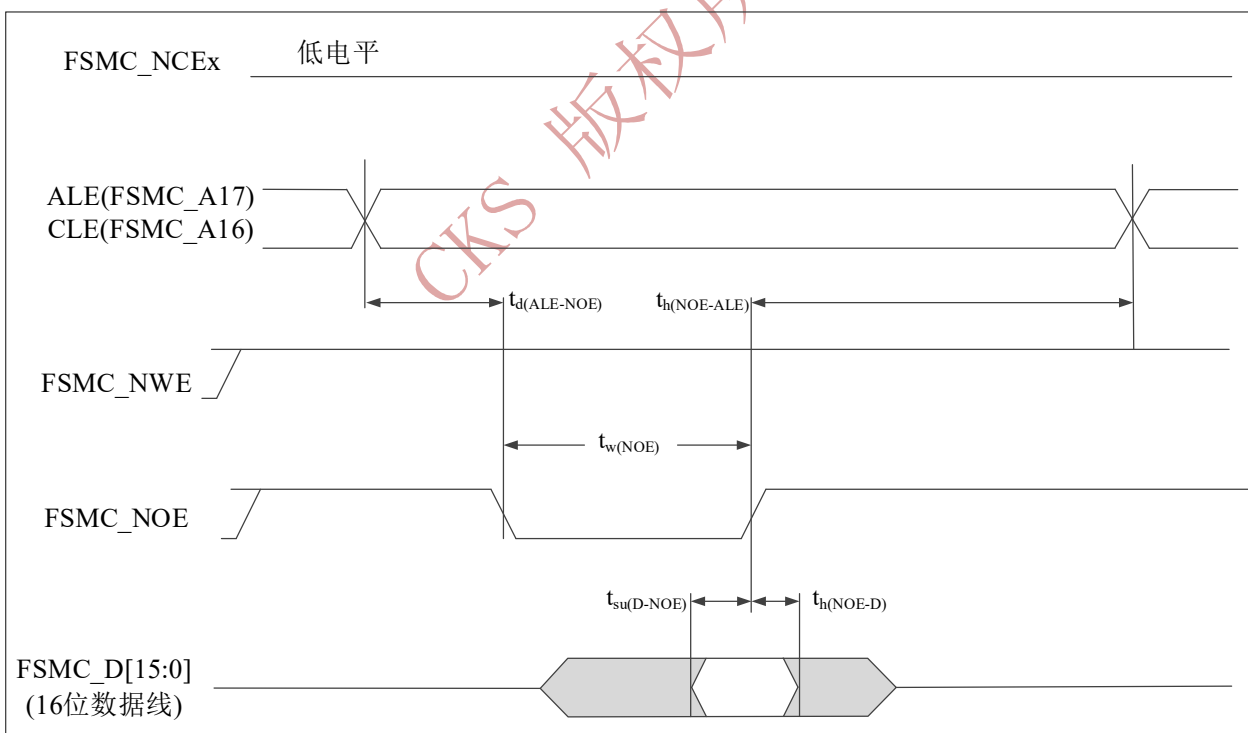 FSMC_NCEx
低电平
CKS 版权
ALE(FSMC_A17)
CLE(FSMC_A16)
td(ALE-NOE)
th(NOE-ALE)
FSMC_NWE
tw(NOE)
FSMC_NOE
tsu(D-NOE)
th(NOE-D)
FSMC_D[15:0]
(16位数据线)